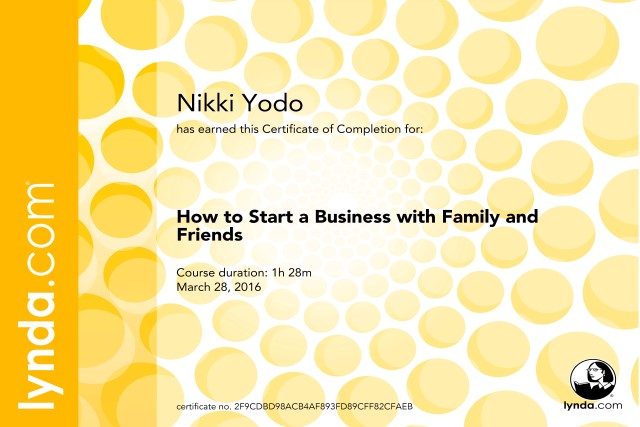 Nikki Yodo
has earned this Certificate of Completion for:
How to Start a Business with Family and
Friends
Course duration: 1h 28m
March 28, 2016
certificate no. 2F9CDBD98ACB4AF893FD89CFF82CFAEB
lynda.com
lynda.com®